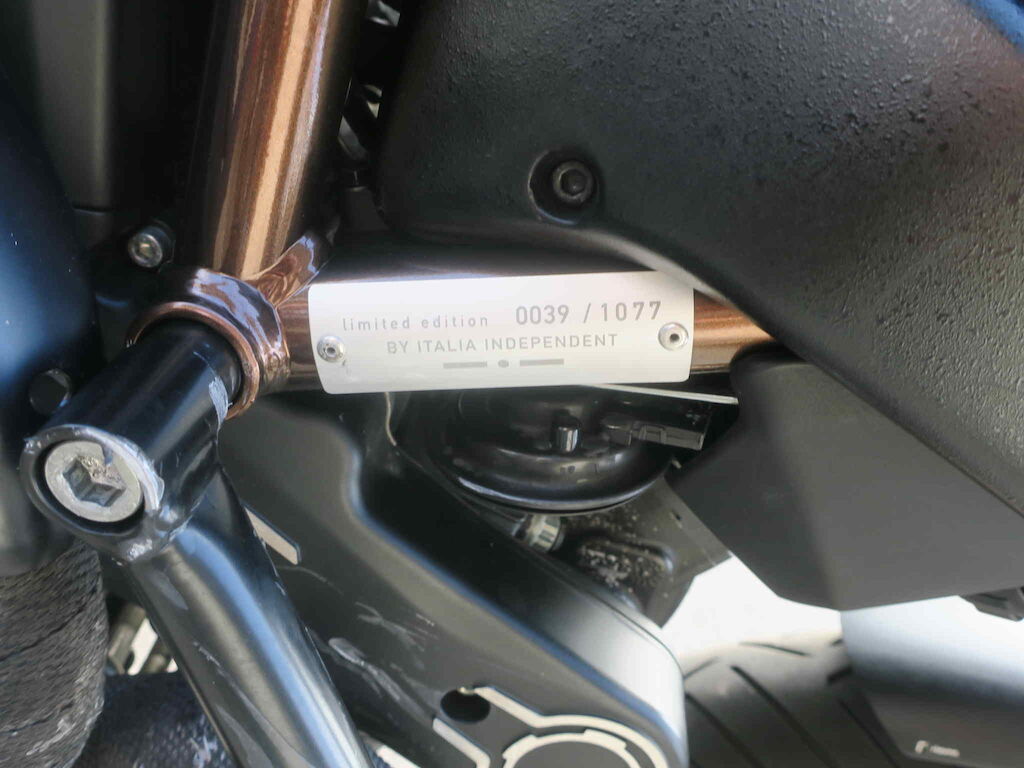 limited edition 0039 / 1077
BY ITALIA INDEPENDENT